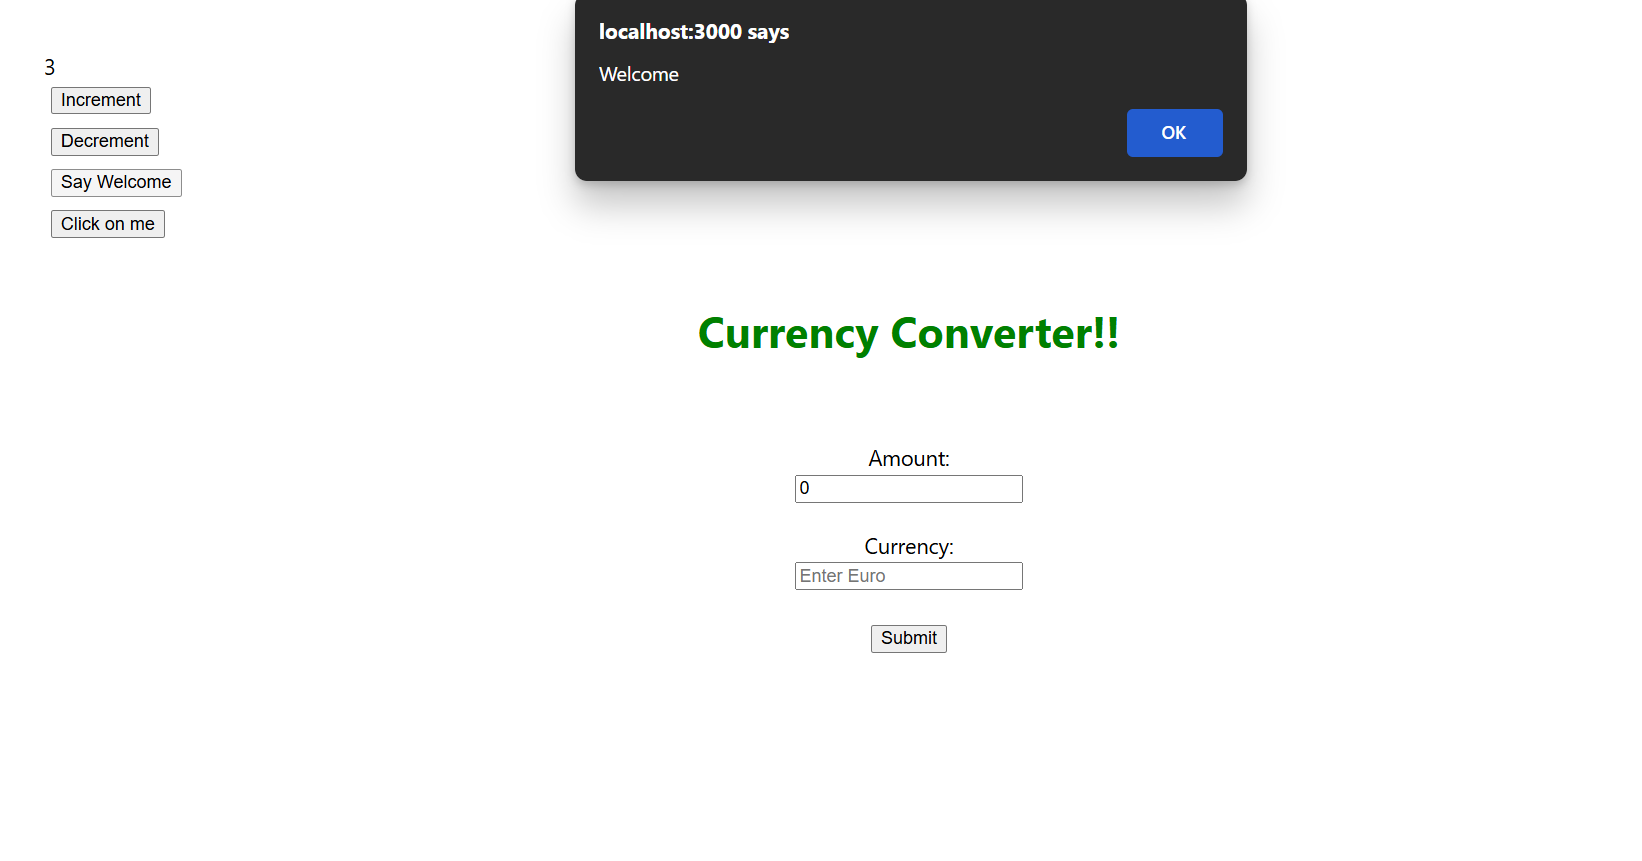 localhost:3000 says
Welcome
OK
3
Increment
Decrement
Say Welcome
Click on me
Currency Converter!!
Amount:
0
Currency:
Enter Euro
Submit